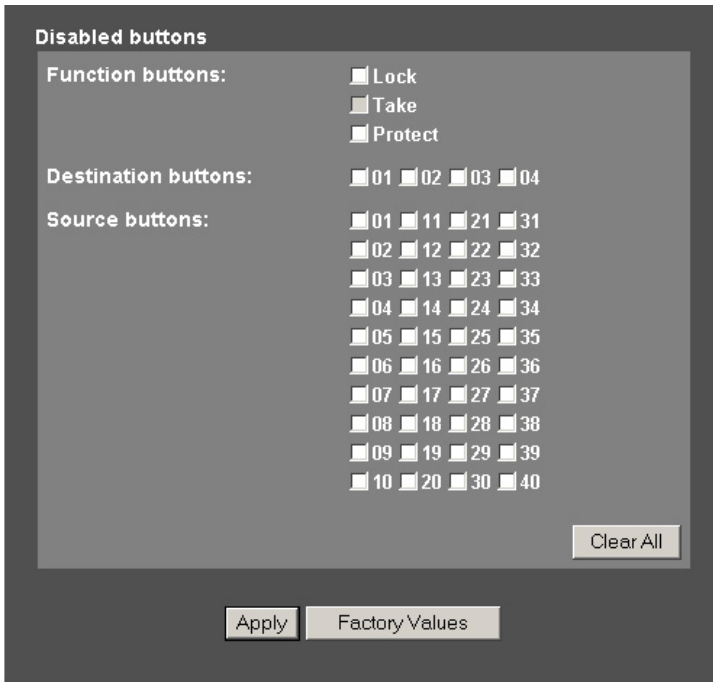 Disabled buttons
Function buttons:
Lock
Take
Protect
Destination buttons: 01 02 03 04
Source buttons: 01 11 21 31
02 12 22 32
03 13 23 33
04 14 24 34
05 15 25 35
06 16 26 36
07 17 27 37
08 18 28 38
09 19 29 39
10 20 30 40
Clear All
Apply Factory Values